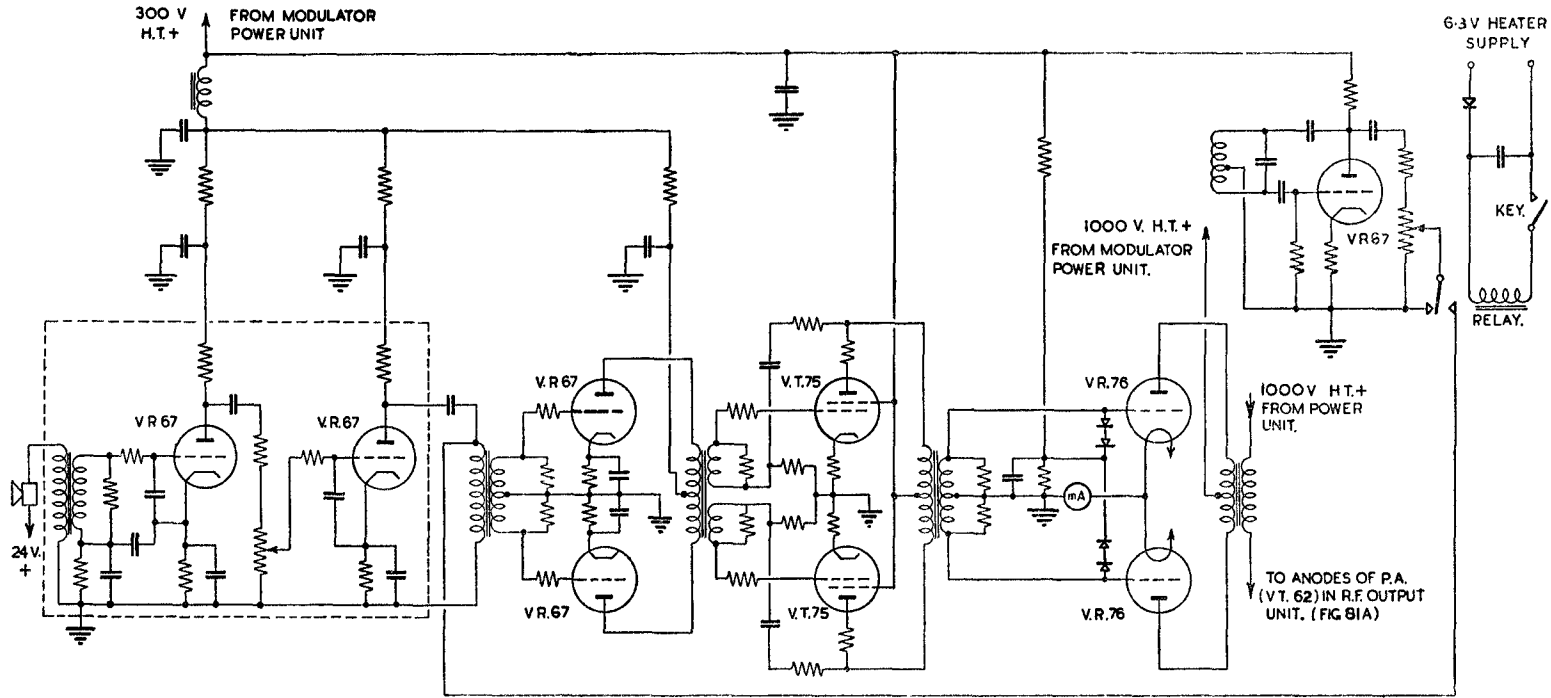 300 V
H.T.+
FROM MODULATOR
POWER UNIT
6·3V HEATER
SUPPLY
KEY.
RELAY.
VR67
1000 V. H.T.+
FROM MODULATOR
POWER UNIT.
24V.
+
VR67
V.R.67
V.R 67
V.R.67
V.T.75
V.T.75
mA
V R.76
V.R.76
1000V H.T.+
FROM POWER
UNIT.
TO ANODES OF P.A.
(V T. 62) IN R.F. OUTPUT
UNIT. (FIG 81A)